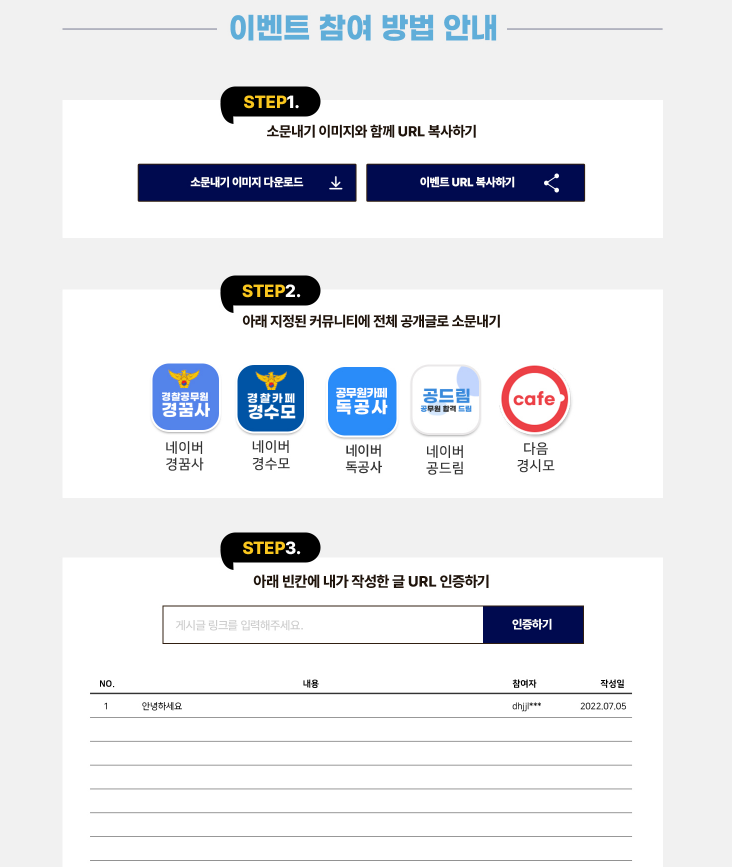 이벤트 참여 방법 안내
STEP1.
소문내기 이미지와 함께 URL 복사하기
소문내기 이미지 다운로드
이벤트 URL 복사하기
STEP2.
아래 지정된 커뮤니티에 전체 공개글로 소문내기
경찰공무원
경꿈사
경찰카페
경수모
공무원카페
독공사
공드림
공무원 합격 드림
cafe
네이버
경꿈사
네이버
경수모
네이버
독공사
네이버
공드림
다음
경시모
STEP3.
아래 빈칸에 내가 작성한 글 URL 인증하기
게시글 링크를 입력해주세요.
인증하기
NO. 내용 참여자 작성일
1 안녕하세요 dhjjl*** 2022.07.05